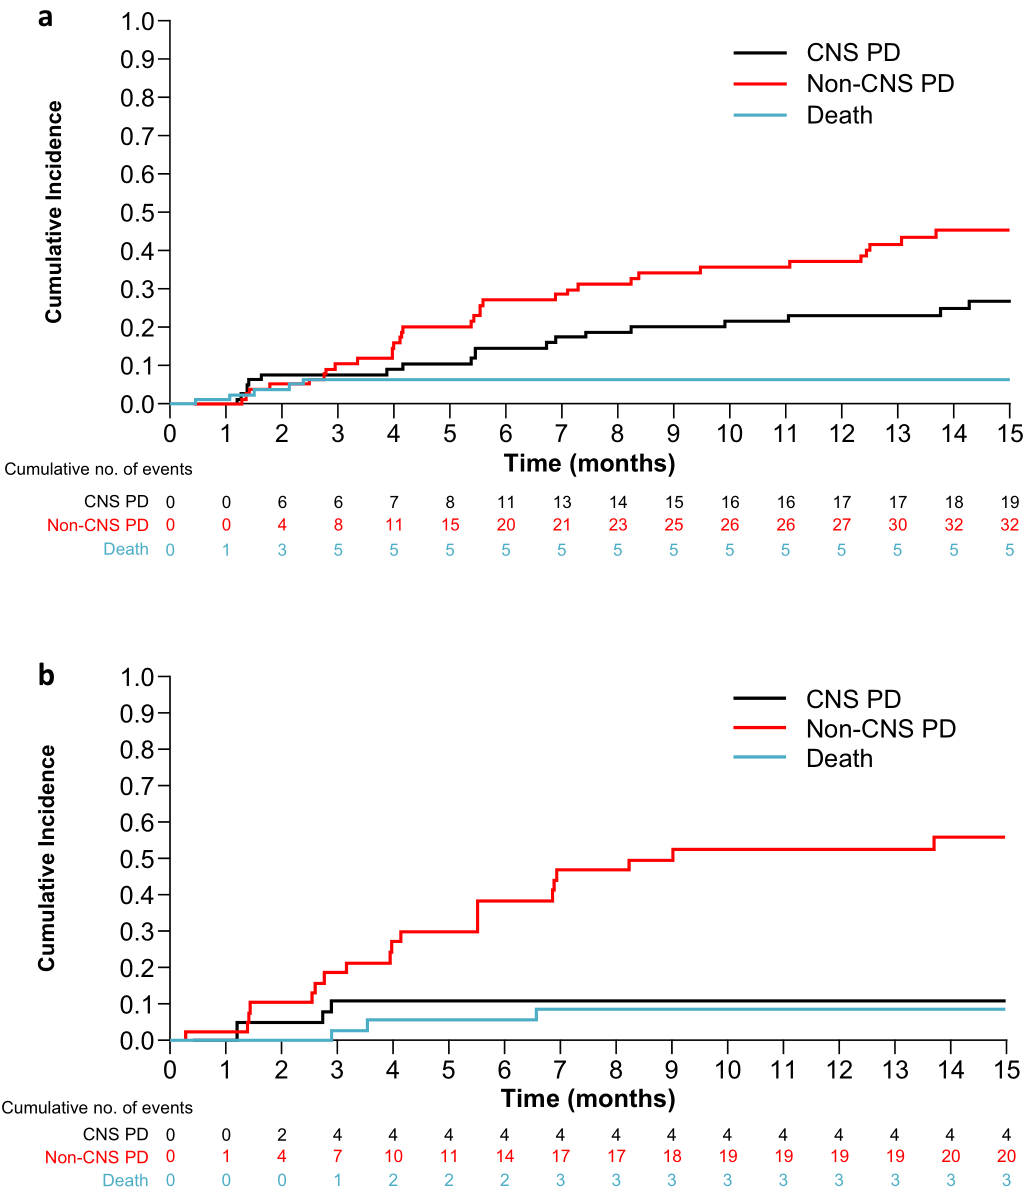 a
1.0
0.9
0.8
0.7
0.6
0.5
0.4
0.3
0.2
0.1
0.0
Cumulative Incidence
CNS PD
Non-CNS PD
Death
0 1 2 3 4 5 6 7 8 9 10 11 12 13 14 15
Time (months)
Cumulative no. of events
CNS PD 0 0 6 6 7 8 11 13 14 15 16 16 17 17 18 19
Non-CNS PD 0 0 4 8 11 15 20 21 23 25 26 26 27 30 32 32
Death 0 1 3 5 5 5 5 5 5 5 5 5 5 5 5 5
b
1.0
0.9
0.8
0.7
0.6
0.5
0.4
0.3
0.2
0.1
0.0
Cumulative Incidence
CNS PD
Non-CNS PD
Death
0 1 2 3 4 5 6 7 8 9 10 11 12 13 14 15
Time (months)
Cumulative no. of events
CNS PD 0 0 2 4 4 4 4 4 4 4 4 4 4 4 4 4
Non-CNS PD 0 1 4 7 10 11 14 17 17 18 19 19 19 19 20 20
Death 0 0 0 1 2 2 2 3 3 3 3 3 3 3 3 3